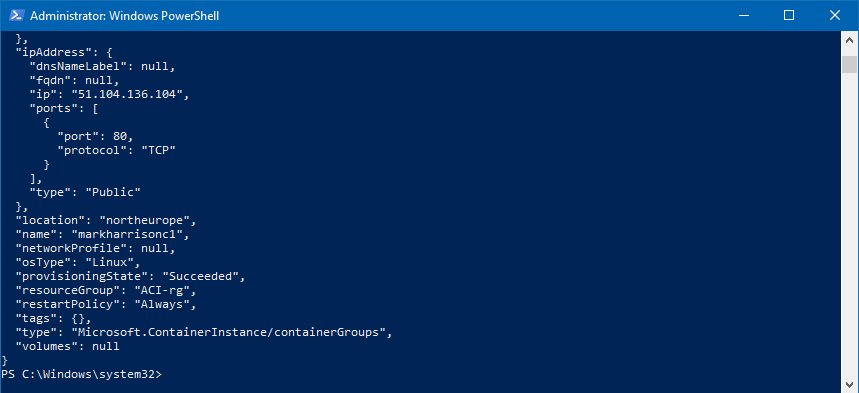 Administrator: Windows PowerShell
},
"ipAddress": {
"dnsNameLabel": null,
"fqdn": null,
"ip": "51.104.136.104",
"ports": [
{
"port": 80,
"protocol": "TCP"
}
],
"type": "Public"
},
"location": "northeurope",
"name": "markharrisonc1",
"networkProfile": null,
"osType": "Linux",
"provisioningState": "Succeeded",
"resourceGroup": "ACI-rg",
"restartPolicy": "Always",
"tags": {},
"type": "Microsoft.ContainerInstance/containerGroups",
"volumes": null
}
PS C:\Windows\system32>